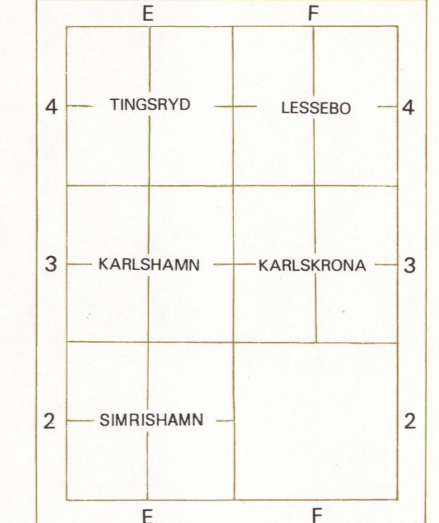 E F
4 TINGSRYD LESSEBO 4
3 KARLSHAMN KARLSKRONA 3
2 SIMRISHAMN 2
E F